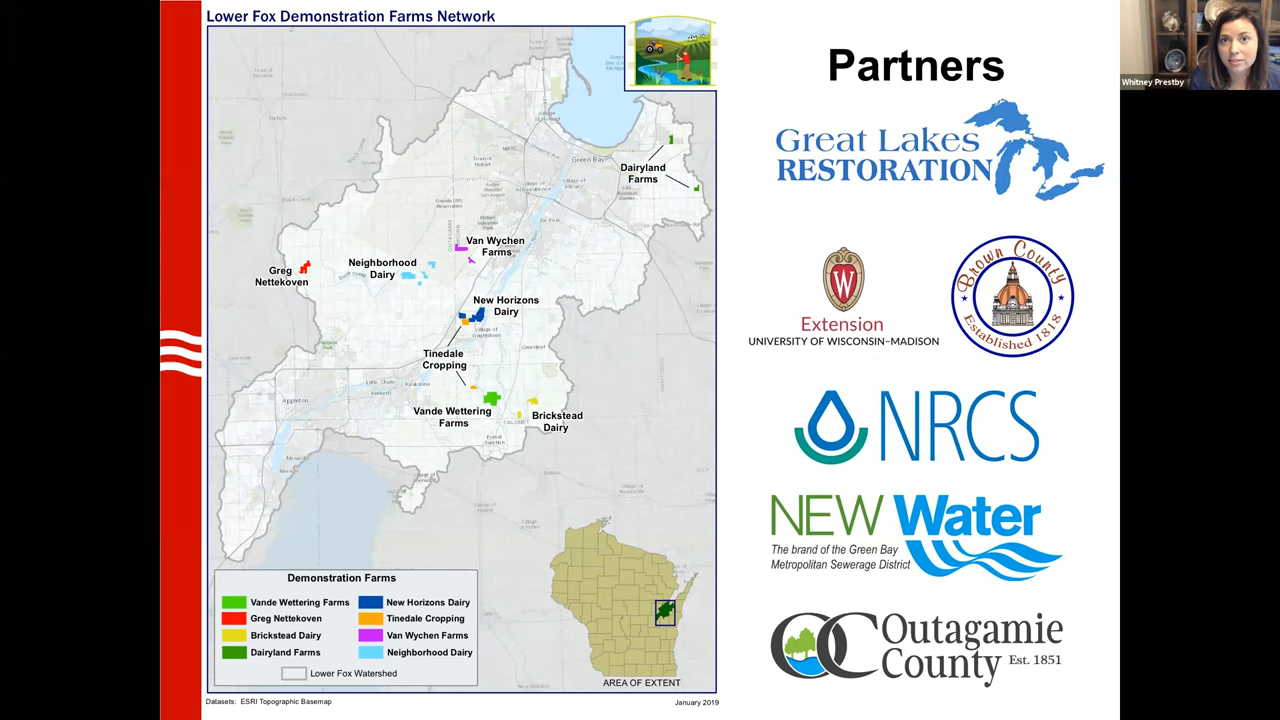 Lower Fox Demonstration Farms Network
Green Bay
Dairyland
Farms
Van Wychen
Farms
Neighborhood
Dairy
Greg
Nettekoven
New Horizons
Dairy
Tinedale
Cropping
Appleton
Vande Wettering
Farms
Brickstead
Dairy
CALUMET
Demonstration Farms
Vande Wettering Farms
New Horizons Dairy
Greg Nettekoven
Tinedale Cropping
Brickstead Dairy
Van Wychen Farms
Dairyland Farms
Neighborhood Dairy
Lower Fox Watershed
AREA OF EXTENT
Datasets: ESRI Topographic Basemap
January 2019
Partners
Great Lakes
RESTORATION
W
Extension
UNIVERSITY OF WISCONSIN–MADISON
Brown County
Established 1818
NRCS
NEW Water
The brand of the Green Bay
Metropolitan Sewerage District
OC Outagamie
County Est. 1851
Whitney Prestby